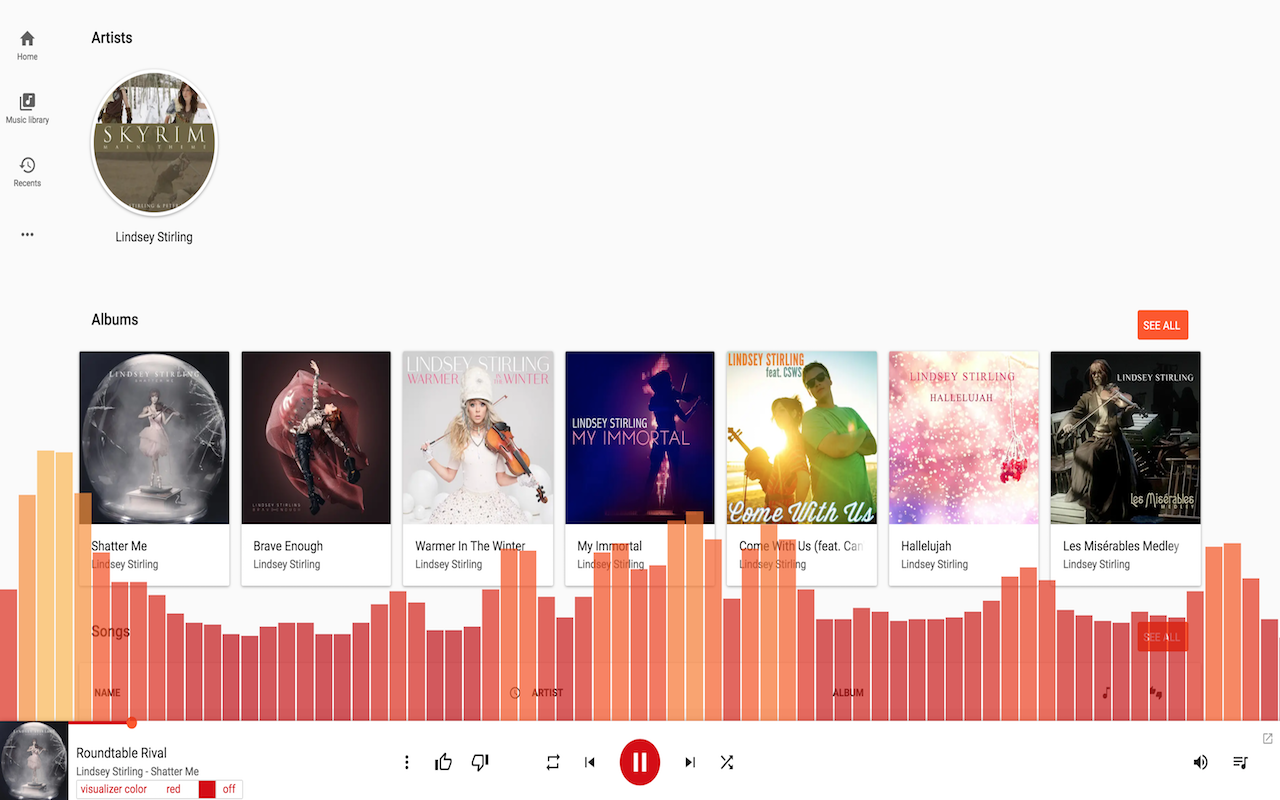 Artists
Home
Music library
Recents
SKYRIM
MAIN THEME
Lindsey Stirling
Albums
SEE ALL
LINDSEY STIRLING
SHATTER ME
LINDSEY STIRLING
BRAVE ENOUGH
LINDSEY STIRLING
WARMER IN THE WINTER
LINDSEY STIRLING
MY IMMORTAL
LINDSEY STIRLING
feat. CSWS
Come With Us
LINDSEY STIRLING
HALLELUJAH
LINDSEY STIRLING
Les Misérables
MEDLEY
Shatter Me
Lindsey Stirling
Brave Enough
Lindsey Stirling
Warmer In The Winter
Lindsey Stirling
My Immortal
Lindsey Stirling
Come With Us (feat. Can
Lindsey Stirling
Hallelujah
Lindsey Stirling
Les Misérables Medley
Lindsey Stirling
Songs
SEE ALL
NAME
ARTIST
ALBUM
Roundtable Rival
Lindsey Stirling - Shatter Me
visualizer color red off